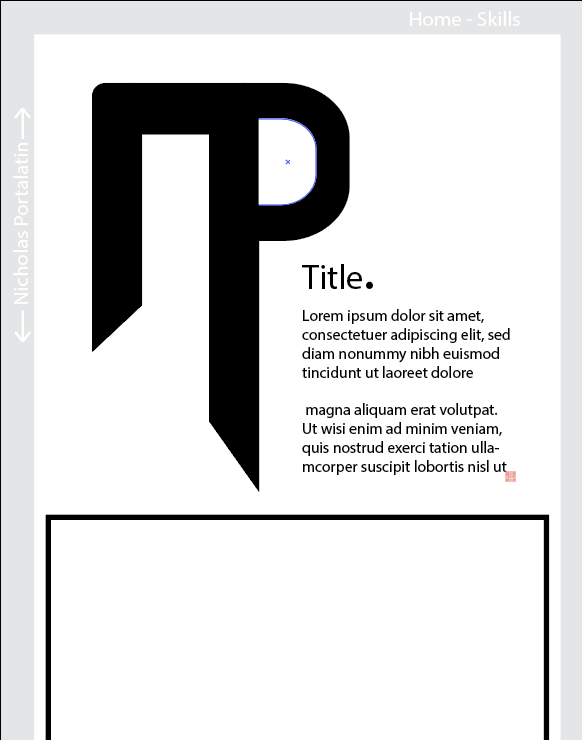 Home - Skills
Nicholas Portalatin
Title.
Lorem ipsum dolor sit amet,
consectetuer adipiscing elit, sed
diam nonummy nibh euismod
tincidunt ut laoreet dolore
magna aliquam erat volutpat.
Ut wisi enim ad minim veniam,
quis nostrud exerci tation ulla-
mcorper suscipit lobortis nisl ut